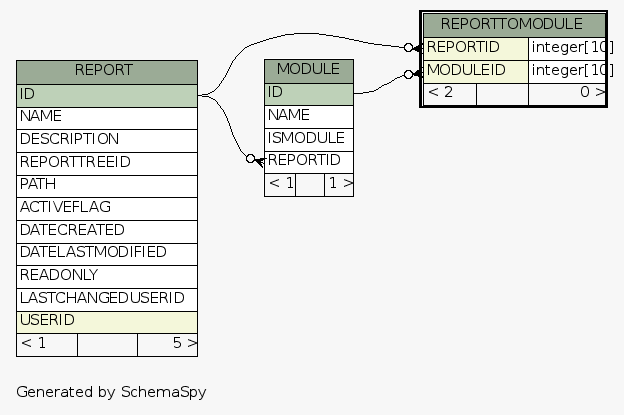 REPORT
ID
NAME
DESCRIPTION
REPORTTREEID
PATH
ACTIVEFLAG
DATECREATED
DATELASTMODIFIED
READONLY
LASTCHANGEDUSERID
USERID
< 1 5 >
MODULE
ID
NAME
ISMODULE
REPORTID
< 1 1 >
REPORTTOMODULE
REPORTID integer[10]
MODULEID integer[10]
< 2 0 >
Generated by SchemaSpy